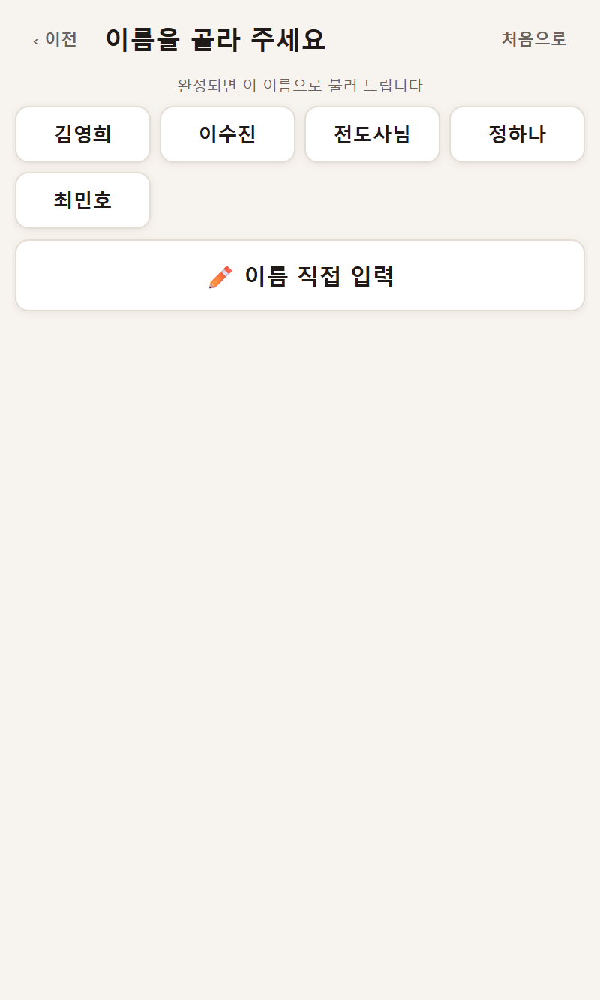 ‹ 이전 이름을 골라 주세요 처음으로
완성되면 이 이름으로 불러 드립니다
김영희 이수진 전도사님 정하나
최민호
이름 직접 입력